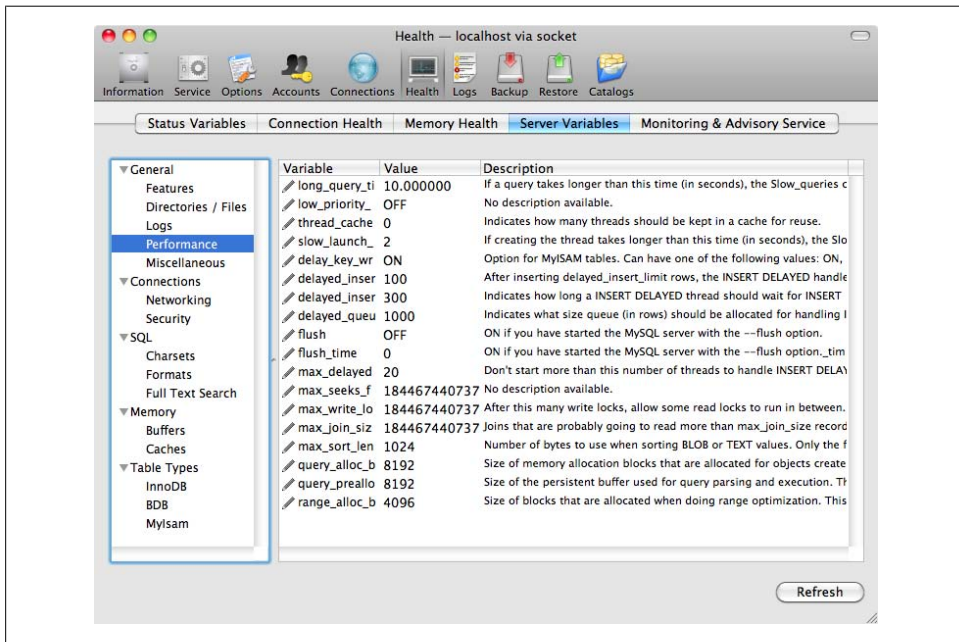 Health — localhost via socket
Information Service Options Accounts Connections Health Logs Backup Restore Catalogs
Status Variables Connection Health Memory Health Server Variables Monitoring & Advisory Service
General
Features
Directories / Files
Logs
Performance
Miscellaneous
Connections
Networking
Security
SQL
Charsets
Formats
Full Text Search
Memory
Buffers
Caches
Table Types
InnoDB
BDB
MyIsam
Variable Value Description
long_query_ti 10.000000 If a query takes longer than this time (in seconds), the Slow_queries c
low_priority_ OFF No description available.
thread_cache 0 Indicates how many threads should be kept in a cache for reuse.
slow_launch_ 2 If creating the thread takes longer than this time (in seconds), the Slo
delay_key_wr ON Option for MyISAM tables. Can have one of the following values: ON,
delayed_inser 100 After inserting delayed_insert_limit rows, the INSERT DELAYED handle
delayed_inser 300 Indicates how long a INSERT DELAYED thread should wait for INSERT
delayed_queu 1000 Indicates what size queue (in rows) should be allocated for handling I
flush OFF ON if you have started the MySQL server with the --flush option.
flush_time 0 ON if you have started the MySQL server with the --flush option._tim
max_delayed 20 Don't start more than this number of threads to handle INSERT DELAY
max_seeks_f 184467440737 No description available.
max_write_lo 184467440737 After this many write locks, allow some read locks to run in between.
max_join_siz 184467440737 Joins that are probably going to read more than max_join_size record
max_sort_len 1024 Number of bytes to use when sorting BLOB or TEXT values. Only the f
query_alloc_b 8192 Size of memory allocation blocks that are allocated for objects create
query_preallo 8192 Size of the persistent buffer used for query parsing and execution. Th
range_alloc_b 4096 Size of blocks that are allocated when doing range optimization. This
Refresh